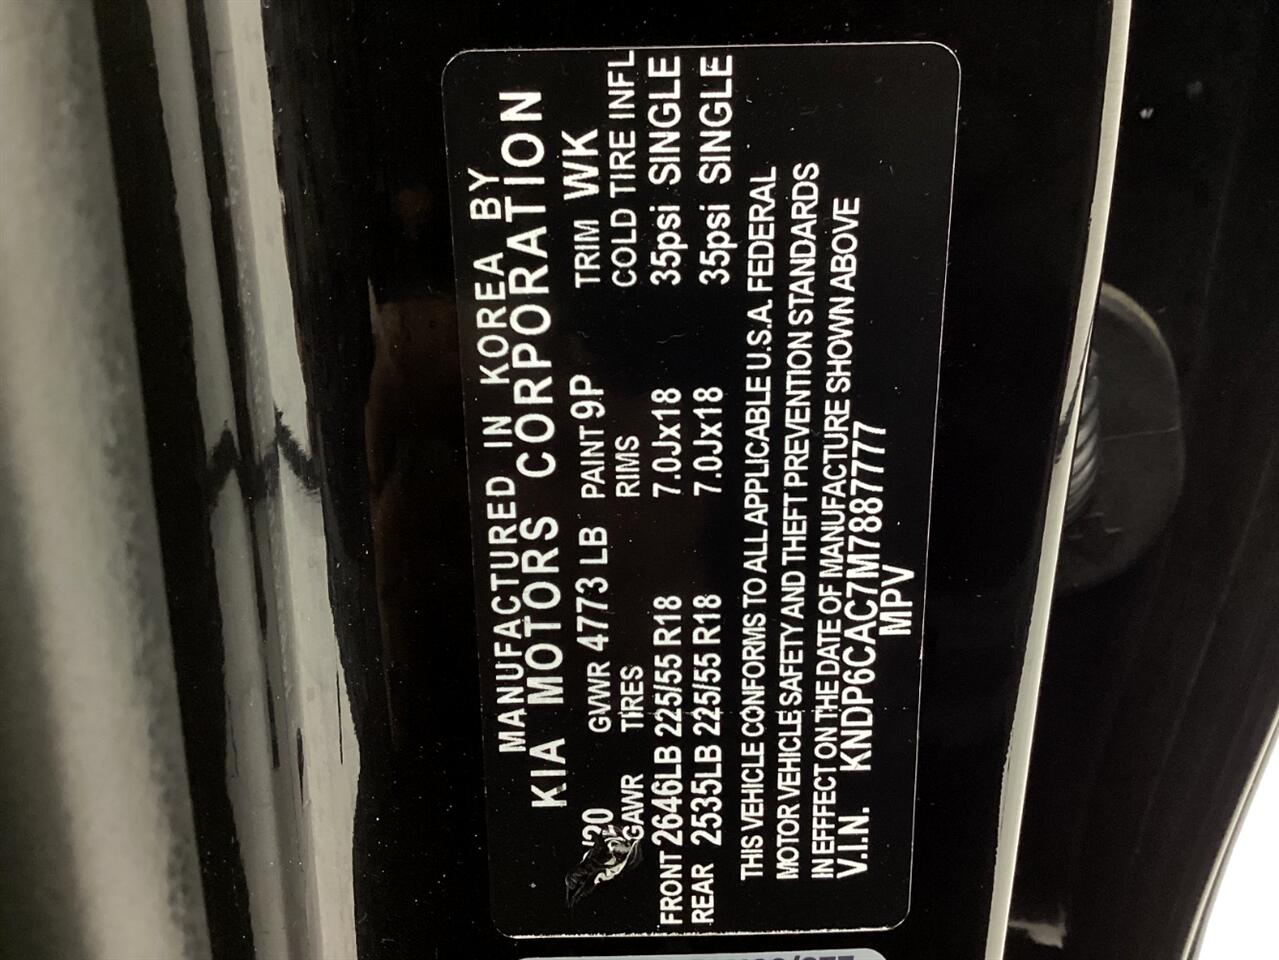 MANUFACTURED IN KOREA BY
KIA MOTORS CORPORATION
/20 GVWR 4773 LB PAINT 9P TRIM WK
GAWR TIRES RIMS COLD TIRE INFL
FRONT 2646LB 225/55 R18 7.0Jx18 35psi SINGLE
REAR 2535LB 225/55 R18 7.0Jx18 35psi SINGLE
THIS VEHICLE CONFORMS TO ALL APPLICABLE U.S.A. FEDERAL
MOTOR VEHICLE SAFETY AND THEFT PREVENTION STANDARDS
IN EFFFECT ON THE DATE OF MANUFACTURE SHOWN ABOVE
V.I.N. KNDP6CAC7M7887777
MPV